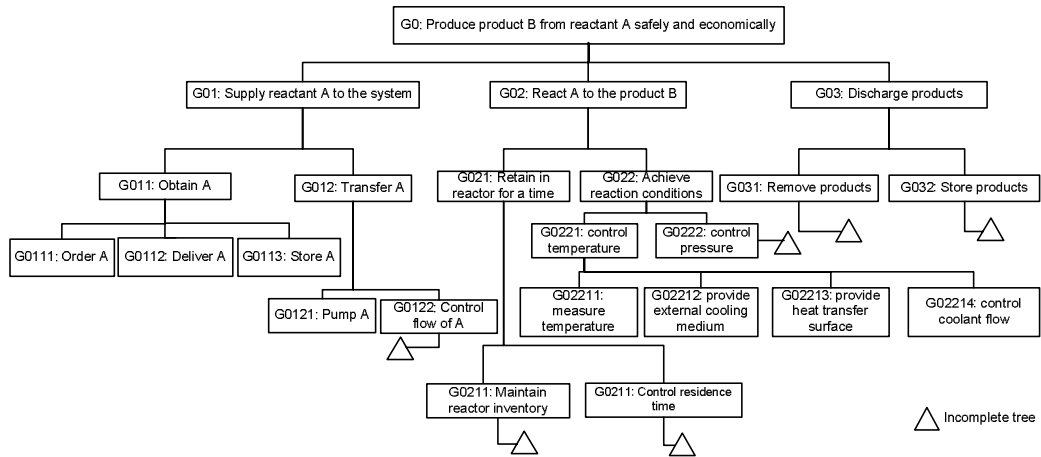 G0: Produce product B from reactant A safely and economically
G01: Supply reactant A to the system
G02: React A to the product B
G03: Discharge products
G011: Obtain A
G012: Transfer A
G021: Retain in
reactor for a time
G022: Achieve
reaction conditions
G031: Remove products
G032: Store products
G0111: Order A
G0112: Deliver A
G0113: Store A
G0221: control
temperature
G0222: control
pressure
G0121: Pump A
G0122: Control
flow of A
G02211:
measure
temperature
G02212: provide
external cooling
medium
G02213: provide
heat transfer
surface
G02214: control
coolant flow
G0211: Maintain
reactor inventory
G0211: Control residence
time
Incomplete tree